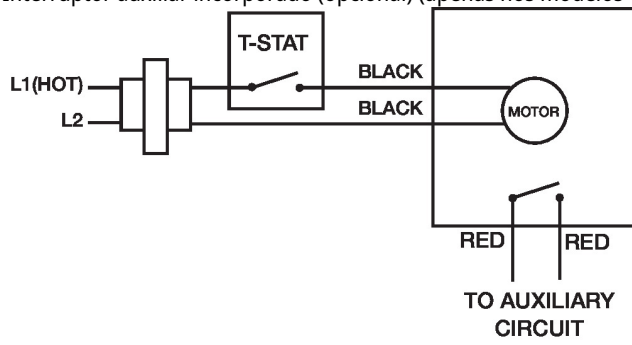 interruptor auxiliar incorporado (opcional) (apenas nos modelos
T-STAT
L1(HOT)
BLACK
L2
BLACK
MOTOR
RED
RED
TO AUXILIARY
CIRCUIT